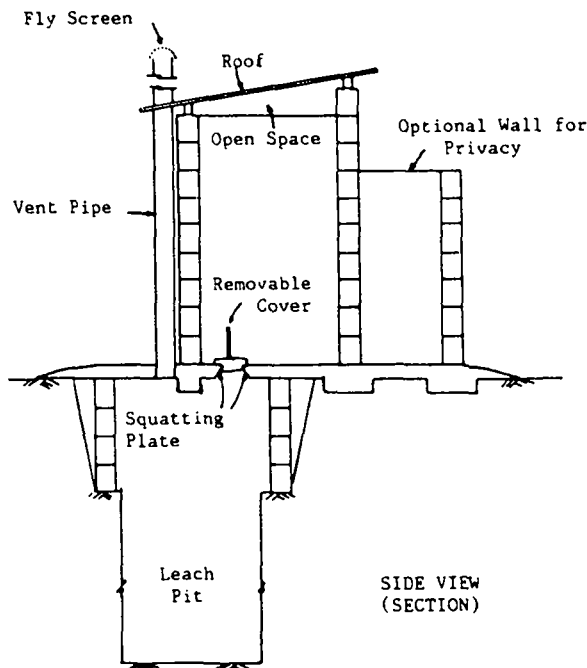 Fly Screen
Roof
Open Space
Optional Wall for
Privacy
Vent Pipe
Removable
Cover
Squatting
Plate
Leach
Pit
SIDE VIEW
(SECTION)